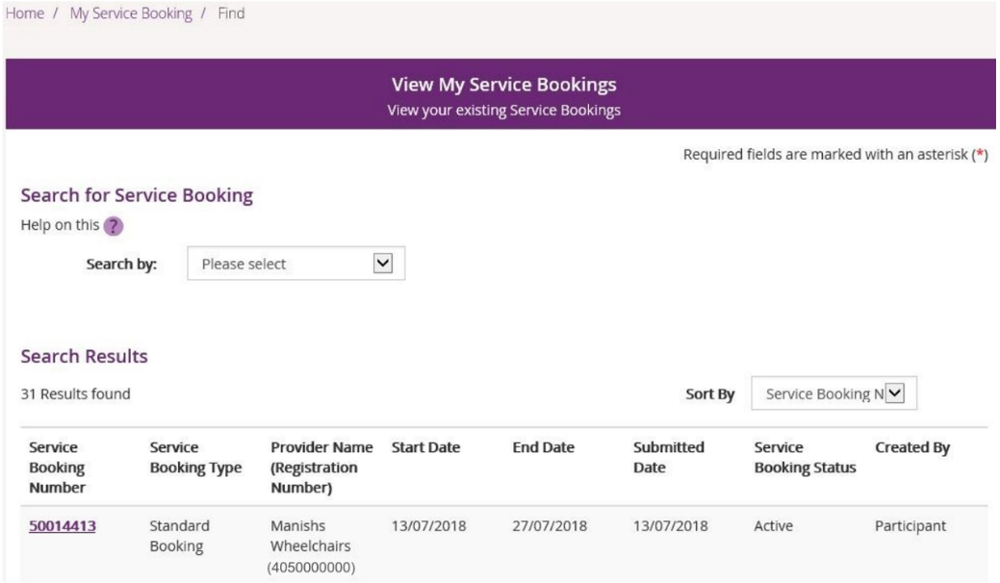 Home / My Service Booking / Find
View My Service Bookings
View your existing Service Bookings
Required fields are marked with an asterisk (*)
Search for Service Booking
Help on this ?
Search by: Please select
Search Results
31 Results found
Sort By Service Booking N
Service Booking Number Service Booking Type Provider Name (Registration Number) Start Date End Date Submitted Date Service Booking Status Created By
50014413 Standard Booking Manishs Wheelchairs (4050000000) 13/07/2018 27/07/2018 13/07/2018 Active Participant